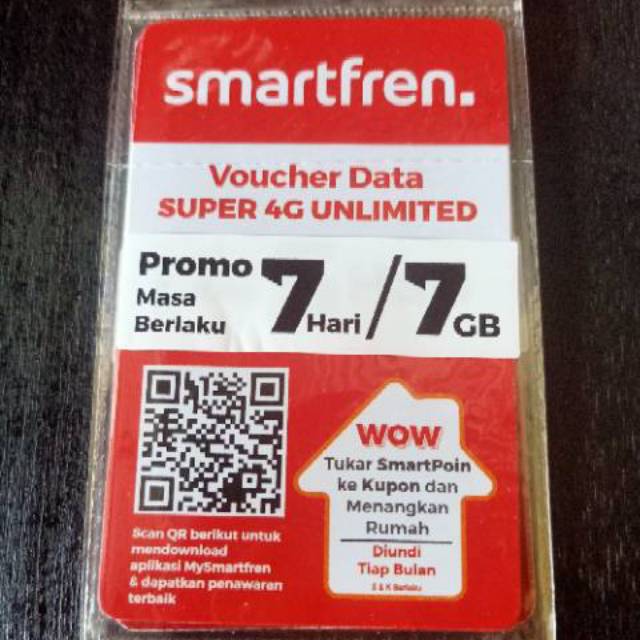 smartfren.
Voucher Data
SUPER 4G UNLIMITED
Promo
Masa
Berlaku
7 Hari / 7 GB
Scan QR berikut untuk
mendownload
aplikasi MySmartfren
& dapatkan penawaran
terbaik
WOW
Tukar SmartPoin
ke Kupon dan
Menangkan
Rumah
Diundi
Tiap Bulan
S & K Berlaku